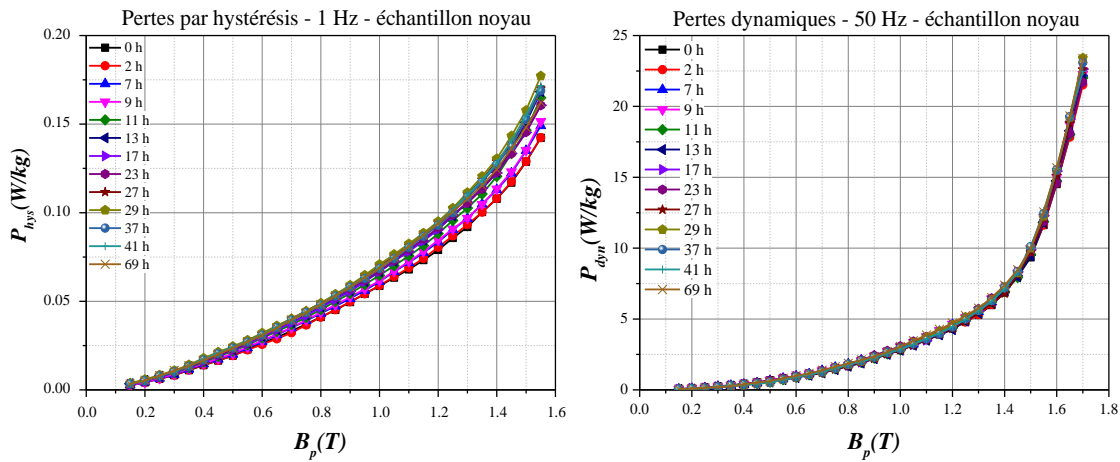 Pertes par hystérésis - 1 Hz - échantillon noyau
0.20
0.15
0.10
0.05
0.00
P_hys(W/kg)
0 h
2 h
7 h
9 h
11 h
13 h
17 h
23 h
27 h
29 h
37 h
41 h
69 h
0.0 0.2 0.4 0.6 0.8 1.0 1.2 1.4 1.6
B_p(T)
Pertes dynamiques - 50 Hz - échantillon noyau
25
20
15
10
5
0
P_dyn(W/kg)
0 h
2 h
7 h
9 h
11 h
13 h
17 h
23 h
27 h
29 h
37 h
41 h
69 h
0.0 0.2 0.4 0.6 0.8 1.0 1.2 1.4 1.6 1.8
B_p(T)